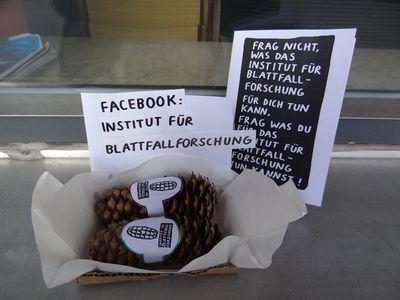 FACEBOOK:
INSTITUT FÜR
BLATTFALLFORSCHUNG
FRAG NICHT,
WAS DAS
INSTITUT FÜR
BLATTFALL-
FORSCHUNG
FÜR DICH TUN
KANN,
FRAG WAS DU
FÜR DAS
INSTITUT FÜR
BLATTFALL-
FORSCHUNG
TUN KANNST!